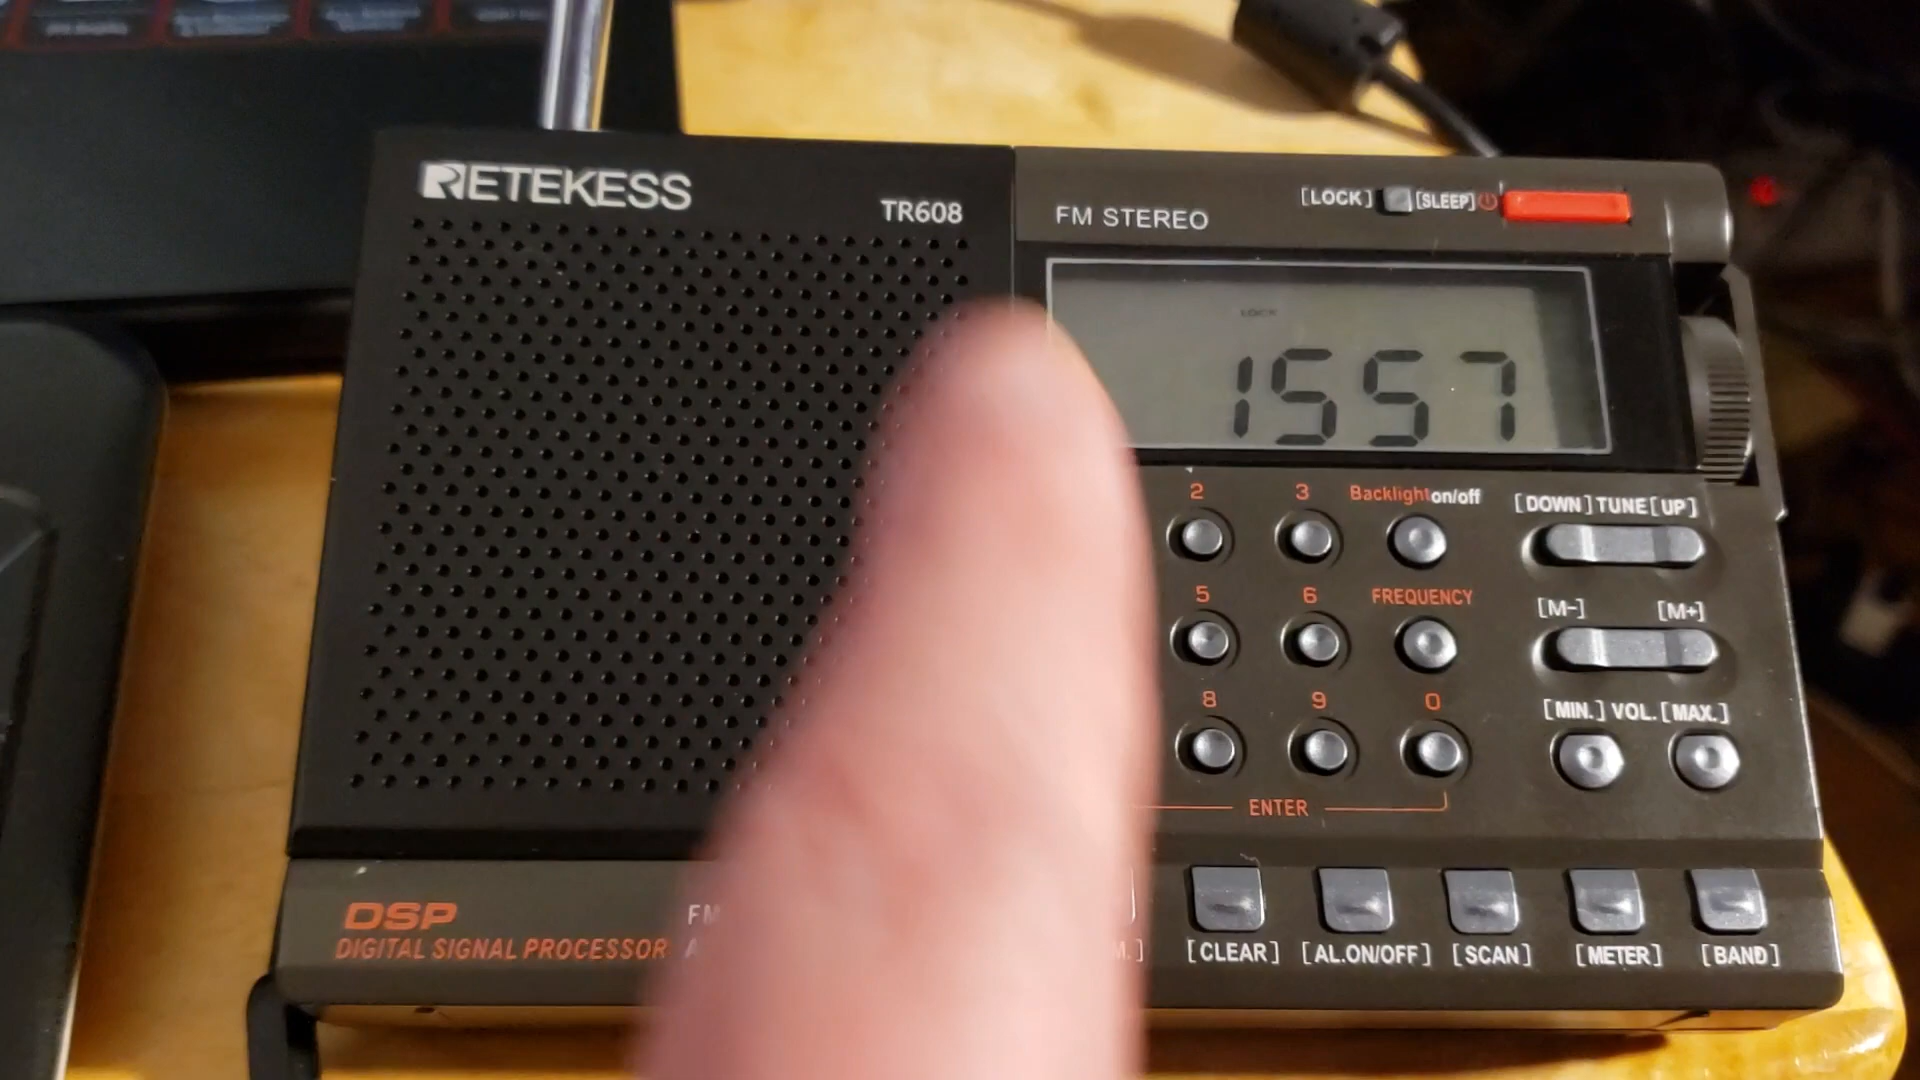 RETEKESS
TR608
FM STEREO
[LOCK] [SLEEP]
LOCK
1557
2 3 Backlight on/off
[DOWN] TUNE [UP]
5 6 FREQUENCY
[M-] [M+]
8 9 0
[MIN.] VOL. [MAX.]
ENTER
DSP
FM
DIGITAL SIGNAL PROCESSOR
[CLEAR] [AL.ON/OFF] [SCAN] [METER] [BAND]